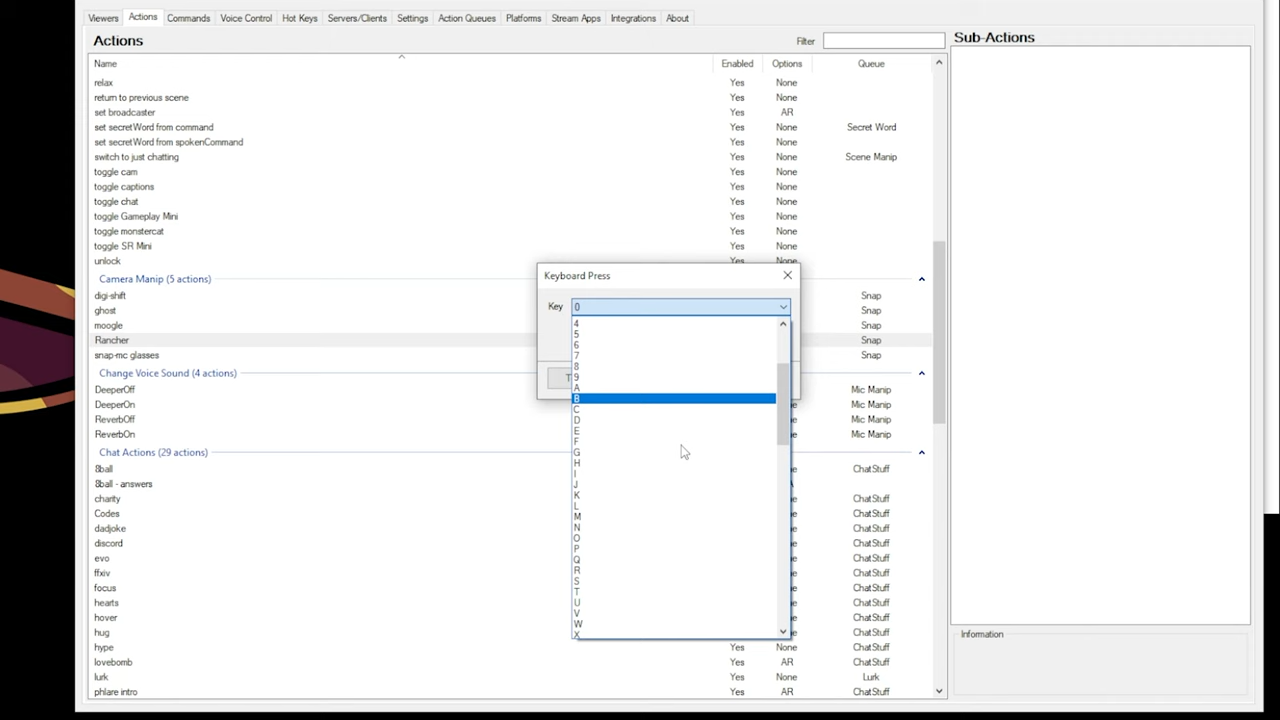 Viewers Actions Commands Voice Control Hot Keys Servers/Clients Settings Action Queues Platforms Stream Apps Integrations About
Actions Filter Sub-Actions
Name Enabled Options Queue
relax Yes None
return to previous scene Yes None
set broadcaster Yes AR
set secretWord from command Yes None Secret Word
set secretWord from spokenCommand Yes None
switch to just chatting Yes None Scene Manip
toggle cam Yes None
toggle captions Yes None
toggle chat Yes None
toggle Gameplay Mini Yes None
toggle monstercat Yes None
toggle SR Mini Yes None
unlock Yes None
Camera Manip (5 actions)
digi-shift Snap
ghost Snap
moogle Snap
Rancher Snap
snap-mc glasses Snap
Change Voice Sound (4 actions)
DeeperOff Mic Manip
DeeperOn Mic Manip
ReverbOff Mic Manip
ReverbOn Mic Manip
Chat Actions (29 actions)
8ball ChatStuff
8ball - answers
charity ChatStuff
Codes ChatStuff
dadjoke ChatStuff
discord ChatStuff
evo ChatStuff
ffxiv ChatStuff
focus ChatStuff
hearts ChatStuff
hover ChatStuff
hug ChatStuff
hype Yes None ChatStuff
lovebomb Yes AR ChatStuff
lurk Yes None Lurk
phlare intro Yes AR ChatStuff
Keyboard Press
Key 0
4
5
6
7
8
9
A
B
C
D
E
F
G
H
I
J
K
L
M
N
O
P
Q
R
S
T
U
V
W
X
Information